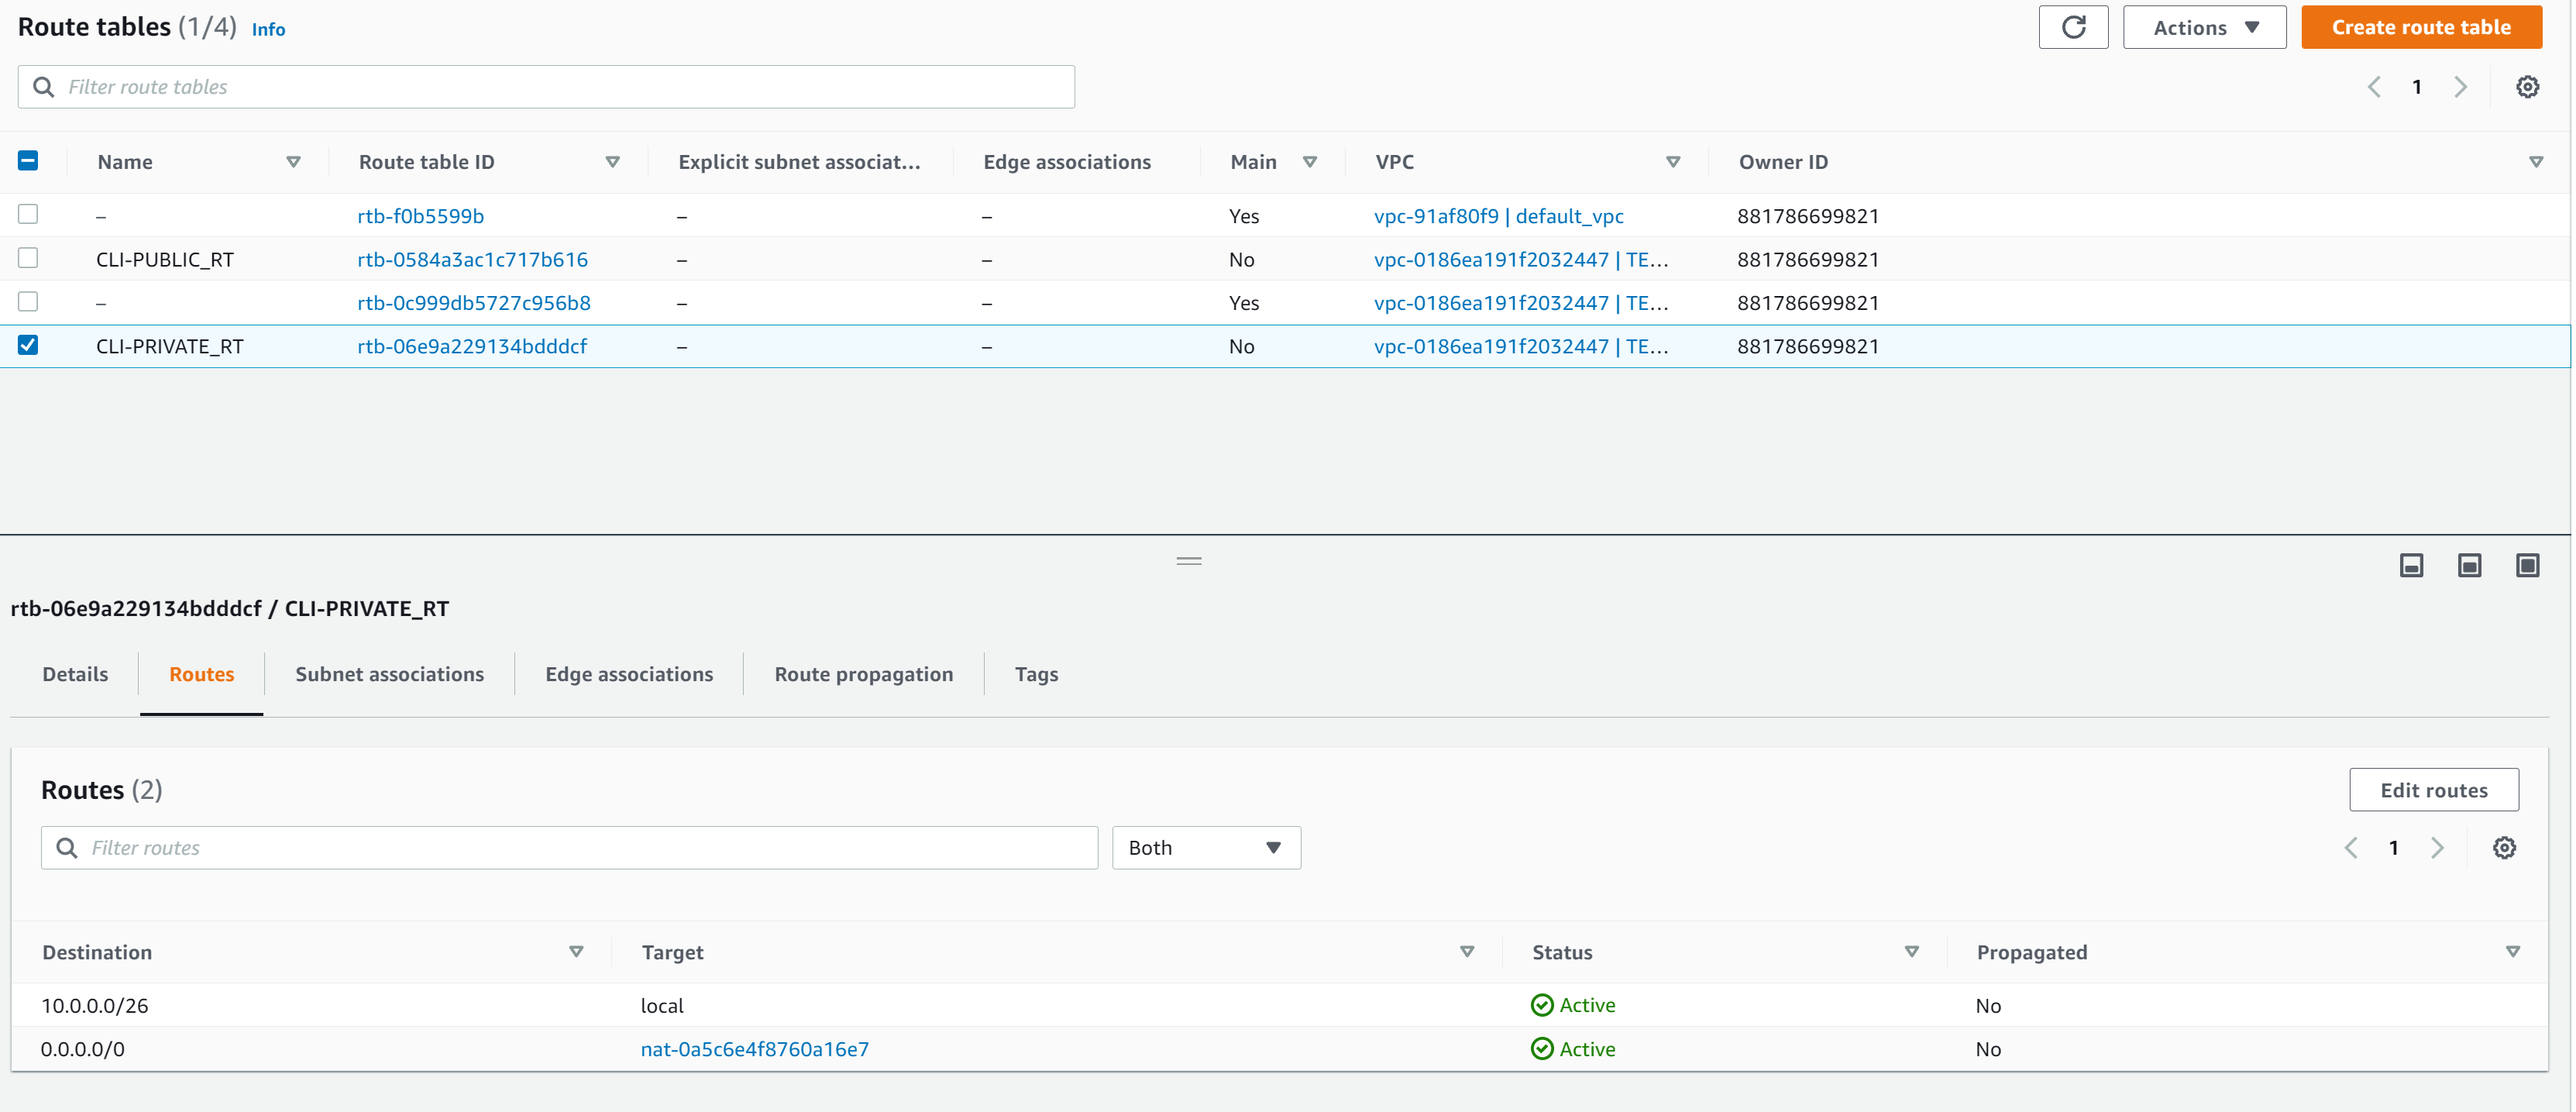 Route tables (1/4) Info Actions Create route table
Filter route tables 1
Name Route table ID Explicit subnet associat... Edge associations Main VPC Owner ID
– rtb-f0b5599b – – Yes vpc-91af80f9 | default_vpc 881786699821
CLI-PUBLIC_RT rtb-0584a3ac1c717b616 – – No vpc-0186ea191f2032447 | TE... 881786699821
– rtb-0c999db5727c956b8 – – Yes vpc-0186ea191f2032447 | TE... 881786699821
CLI-PRIVATE_RT rtb-06e9a229134bdddcf – – No vpc-0186ea191f2032447 | TE... 881786699821
rtb-06e9a229134bdddcf / CLI-PRIVATE_RT
Details Routes Subnet associations Edge associations Route propagation Tags
Routes (2) Edit routes
Filter routes Both 1
Destination Target Status Propagated
10.0.0.0/26 local Active No
0.0.0.0/0 nat-0a5c6e4f8760a16e7 Active No